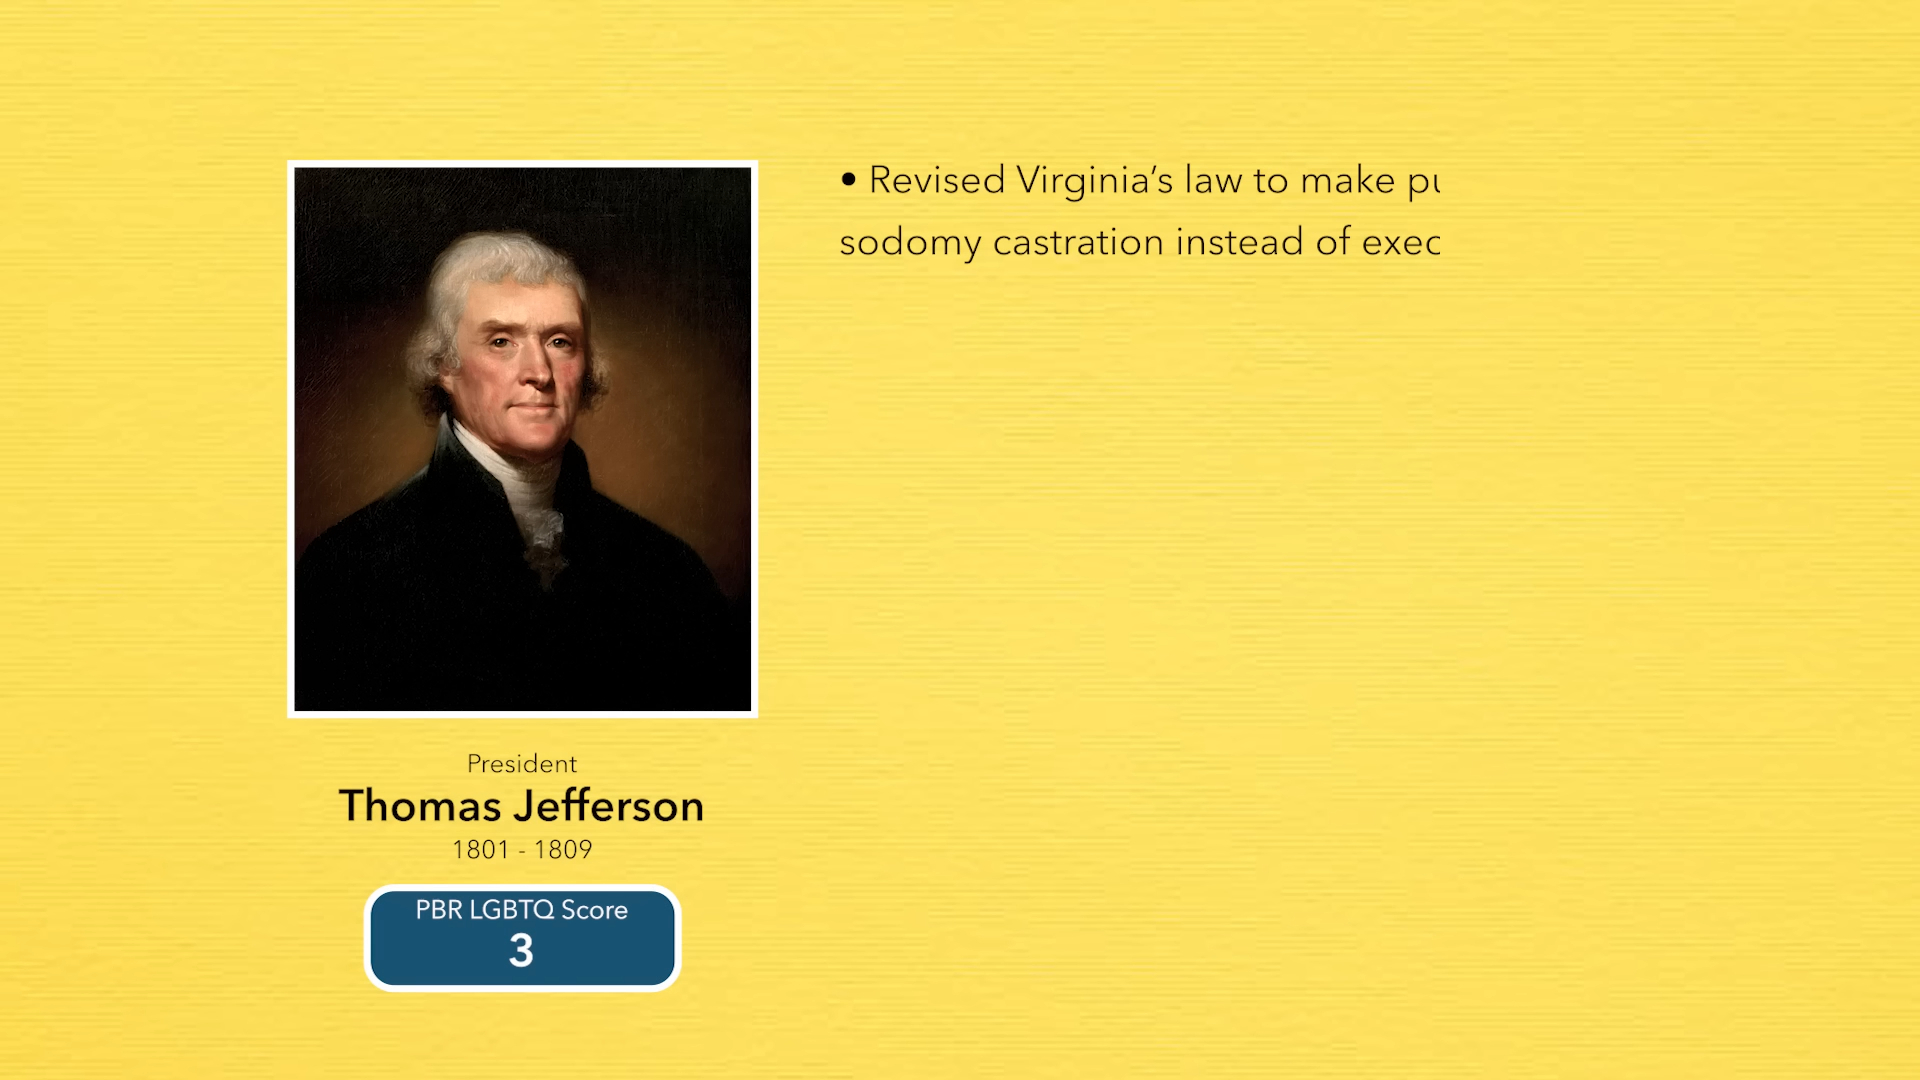 • Revised Virginia's law to make
sodomy castration instead of
President
Thomas Jefferson
1801 - 1809
PBR LGBTQ Score
3